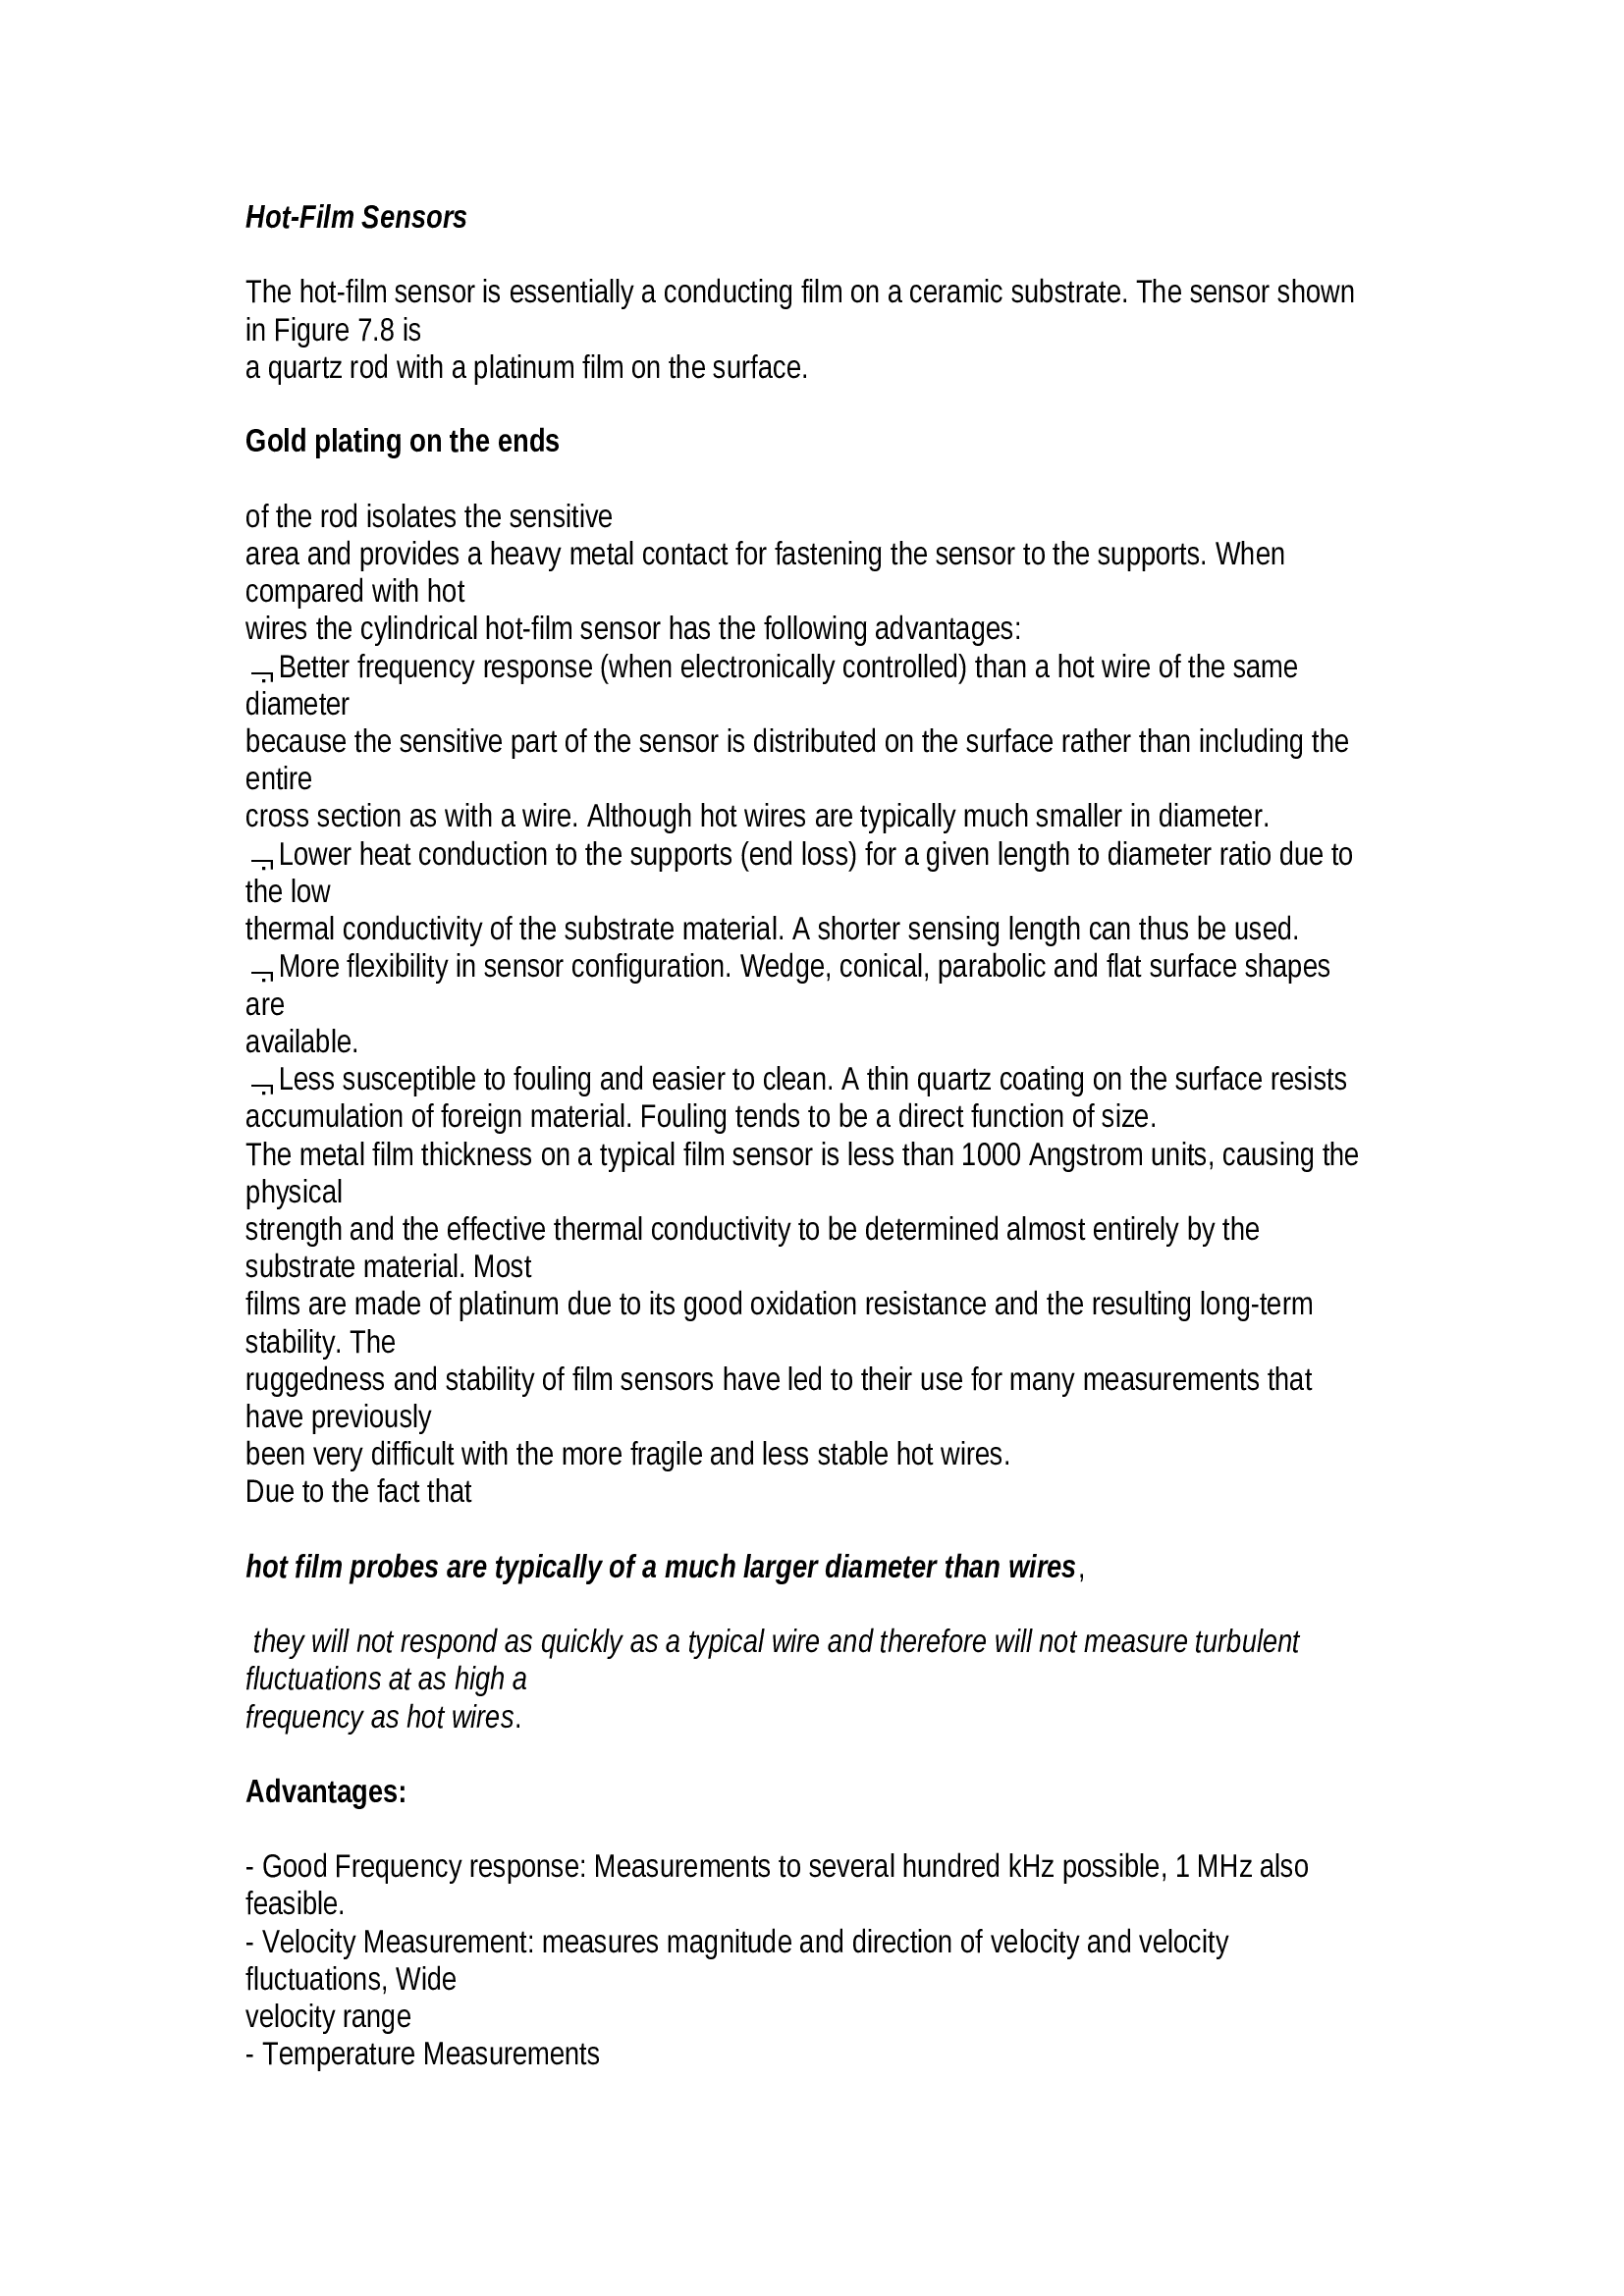 Hot-Film Sensors
The hot-film sensor is essentially a conducting film on a ceramic substrate. The sensor shown
in Figure 7.8 is
a quartz rod with a platinum film on the surface.
Gold plating on the ends
of the rod isolates the sensitive
area and provides a heavy metal contact for fastening the sensor to the supports. When
compared with hot
wires the cylindrical hot-film sensor has the following advantages:
Better frequency response (when electronically controlled) than a hot wire of the same
diameter
because the sensitive part of the sensor is distributed on the surface rather than including the
entire
cross section as with a wire. Although hot wires are typically much smaller in diameter.
Lower heat conduction to the supports (end loss) for a given length to diameter ratio due to
the low
thermal conductivity of the substrate material. A shorter sensing length can thus be used.
More flexibility in sensor configuration. Wedge, conical, parabolic and flat surface shapes
are
available.
Less susceptible to fouling and easier to clean. A thin quartz coating on the surface resists
accumulation of foreign material. Fouling tends to be a direct function of size.
The metal film thickness on a typical film sensor is less than 1000 Angstrom units, causing the
physical
strength and the effective thermal conductivity to be determined almost entirely by the
substrate material. Most
films are made of platinum due to its good oxidation resistance and the resulting long-term
stability. The
ruggedness and stability of film sensors have led to their use for many measurements that
have previously
been very difficult with the more fragile and less stable hot wires.
Due to the fact that
hot film probes are typically of a much larger diameter than wires,
they will not respond as quickly as a typical wire and therefore will not measure turbulent
fluctuations at as high a
frequency as hot wires.
Advantages:
- Good Frequency response: Measurements to several hundred kHz possible, 1 MHz also
feasible.
- Velocity Measurement: measures magnitude and direction of velocity and velocity
fluctuations, Wide
velocity range
- Temperature Measurements